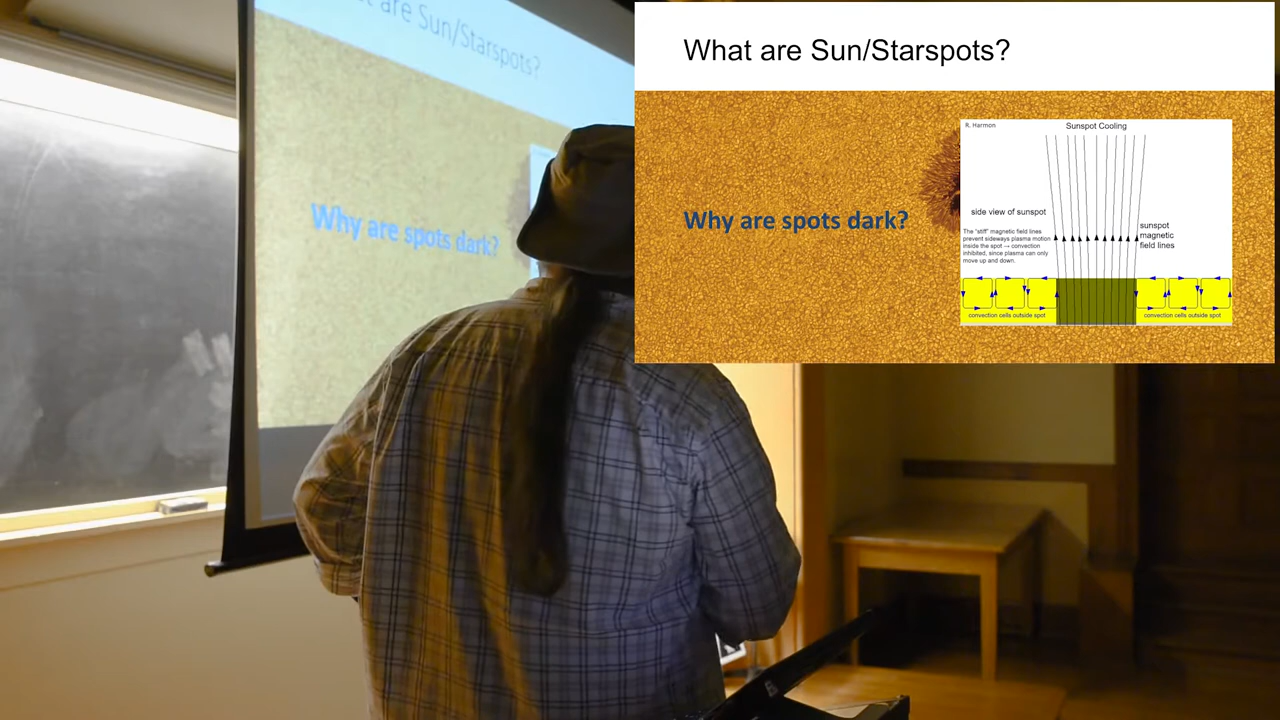 are Sun/Starspots?
Why are spots dark?
What are Sun/Starspots?
Why are spots dark?
R. Harmon
Sunspot Cooling
side view of sunspot
The "stiff" magnetic field lines
prevent sideways plasma motion
inside the spot → convection
inhibited, since plasma can only
move up and down.
sunspot
magnetic
field lines
convection cells outside spot
convection cells outside spot